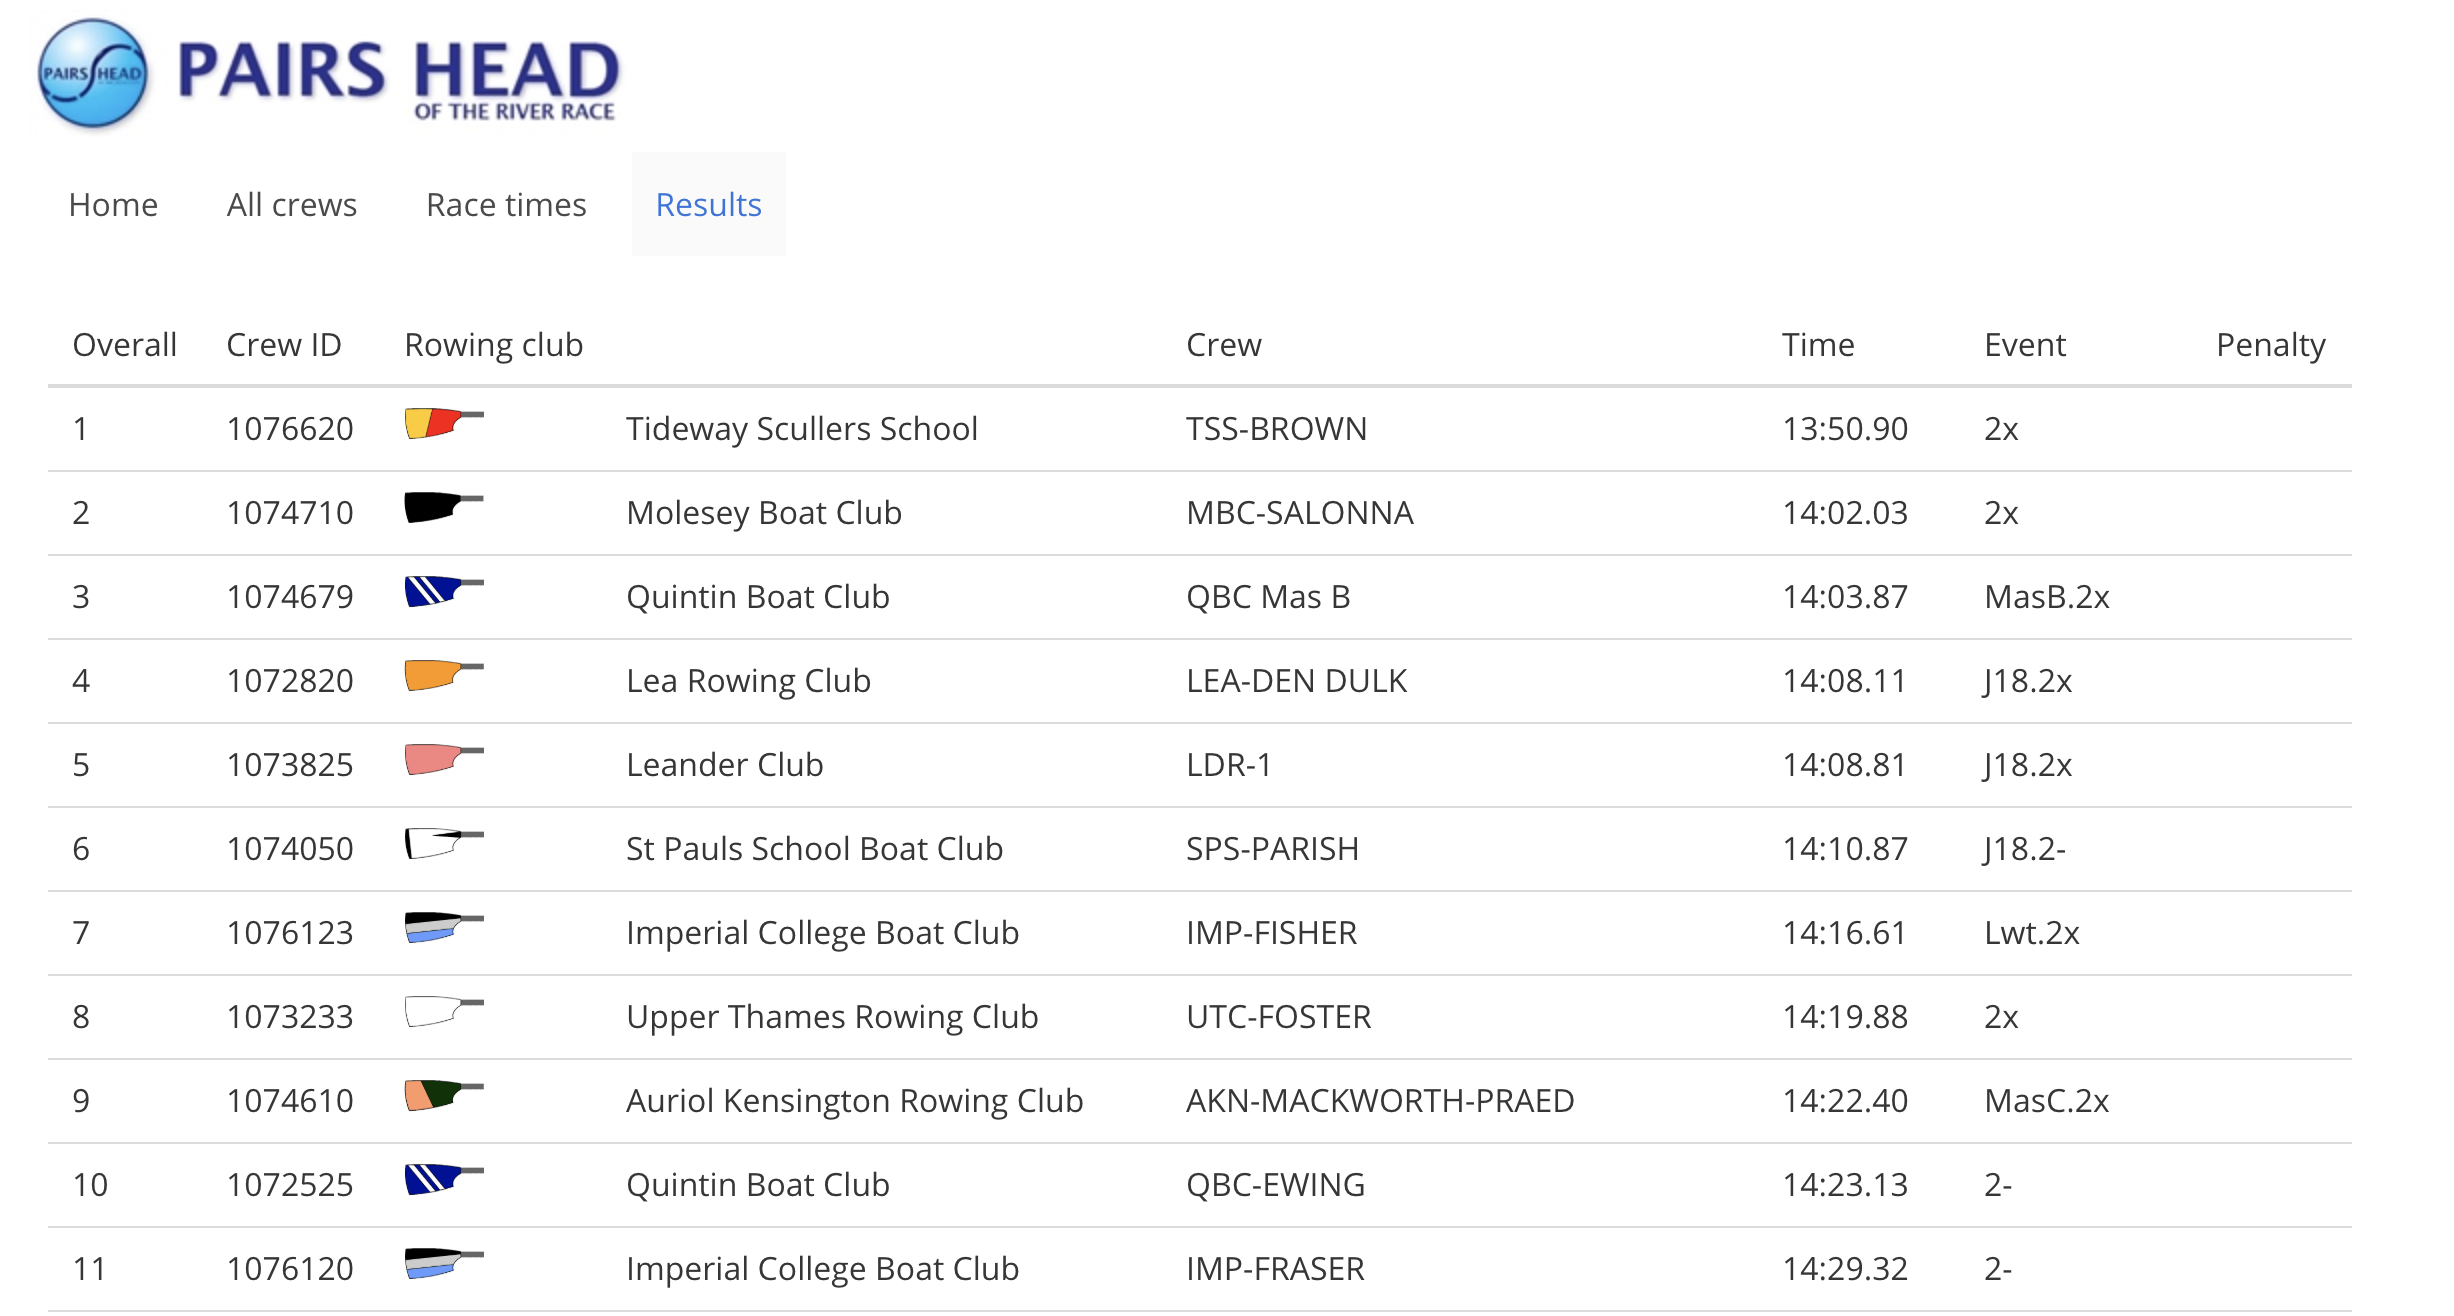 PAIRS HEAD
PAIRS HEAD
OF THE RIVER RACE
Home All crews Race times Results
Overall Crew ID Rowing club Crew Time Event Penalty
1 1076620 Tideway Scullers School TSS-BROWN 13:50.90 2x
2 1074710 Molesey Boat Club MBC-SALONNA 14:02.03 2x
3 1074679 Quintin Boat Club QBC Mas B 14:03.87 MasB.2x
4 1072820 Lea Rowing Club LEA-DEN DULK 14:08.11 J18.2x
5 1073825 Leander Club LDR-1 14:08.81 J18.2x
6 1074050 St Pauls School Boat Club SPS-PARISH 14:10.87 J18.2-
7 1076123 Imperial College Boat Club IMP-FISHER 14:16.61 Lwt.2x
8 1073233 Upper Thames Rowing Club UTC-FOSTER 14:19.88 2x
9 1074610 Auriol Kensington Rowing Club AKN-MACKWORTH-PRAED 14:22.40 MasC.2x
10 1072525 Quintin Boat Club QBC-EWING 14:23.13 2-
11 1076120 Imperial College Boat Club IMP-FRASER 14:29.32 2-